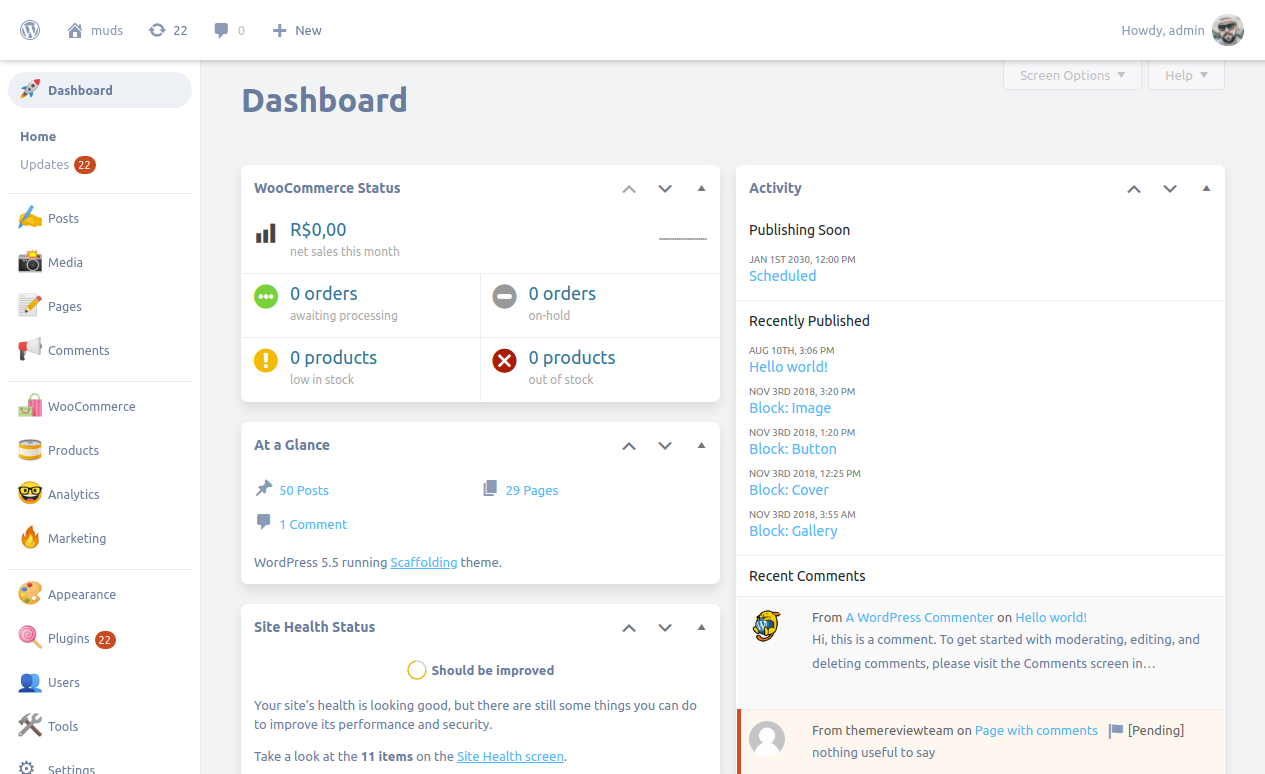 muds
22
0
New
Howdy, admin
Dashboard
Home
Updates 22
Posts
Media
Pages
Comments
WooCommerce
Products
Analytics
Marketing
Appearance
Plugins 22
Users
Tools
Settings
Screen Options
Help
Dashboard
WooCommerce Status
R$0,00
net sales this month
0 orders
awaiting processing
0 orders
on-hold
0 products
low in stock
0 products
out of stock
At a Glance
50 Posts
29 Pages
1 Comment
WordPress 5.5 running Scaffolding theme.
Site Health Status
Should be improved
Your site's health is looking good, but there are still some things you can do
to improve its performance and security.
Take a look at the 11 items on the Site Health screen.
Activity
Publishing Soon
JAN 1ST 2030, 12:00 PM
Scheduled
Recently Published
AUG 10TH, 3:06 PM
Hello world!
NOV 3RD 2018, 3:20 PM
Block: Image
NOV 3RD 2018, 1:20 PM
Block: Button
NOV 3RD 2018, 12:25 PM
Block: Cover
NOV 3RD 2018, 3:55 AM
Block: Gallery
Recent Comments
From A WordPress Commenter on Hello world!
Hi, this is a comment. To get started with moderating, editing, and
deleting comments, please visit the Comments screen in…
From themereviewteam on Page with comments [Pending]
nothing useful to say